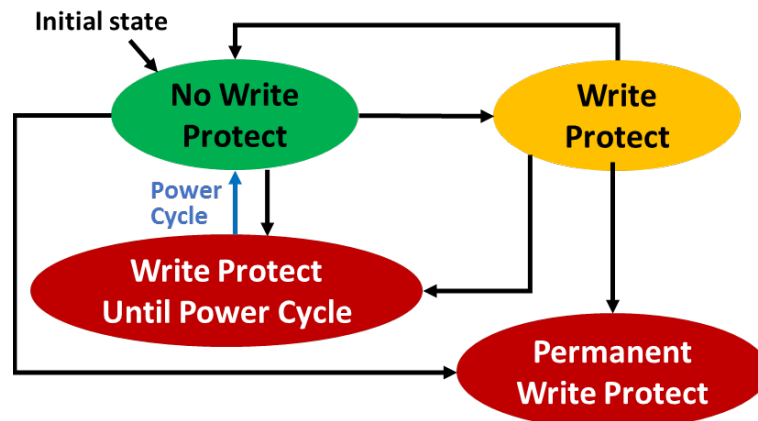 Initial state
No Write
Protect
Write
Protect
Power
Cycle
Write Protect
Until Power Cycle
Permanent
Write Protect